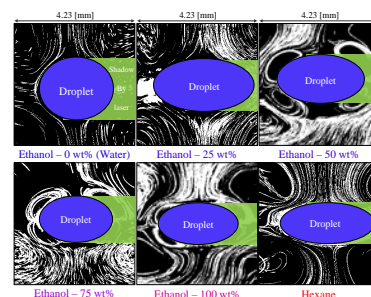 4.23 [mm] 4.23 [mm] 4.23 [mm]
Shadow
Droplet By Droplet Droplet
laser
Ethanol – 0 wt% (Water) Ethanol – 25 wt% Ethanol – 50 wt%
Droplet Droplet Droplet
Ethanol – 75 wt% Ethanol – 100 wt% Hexane